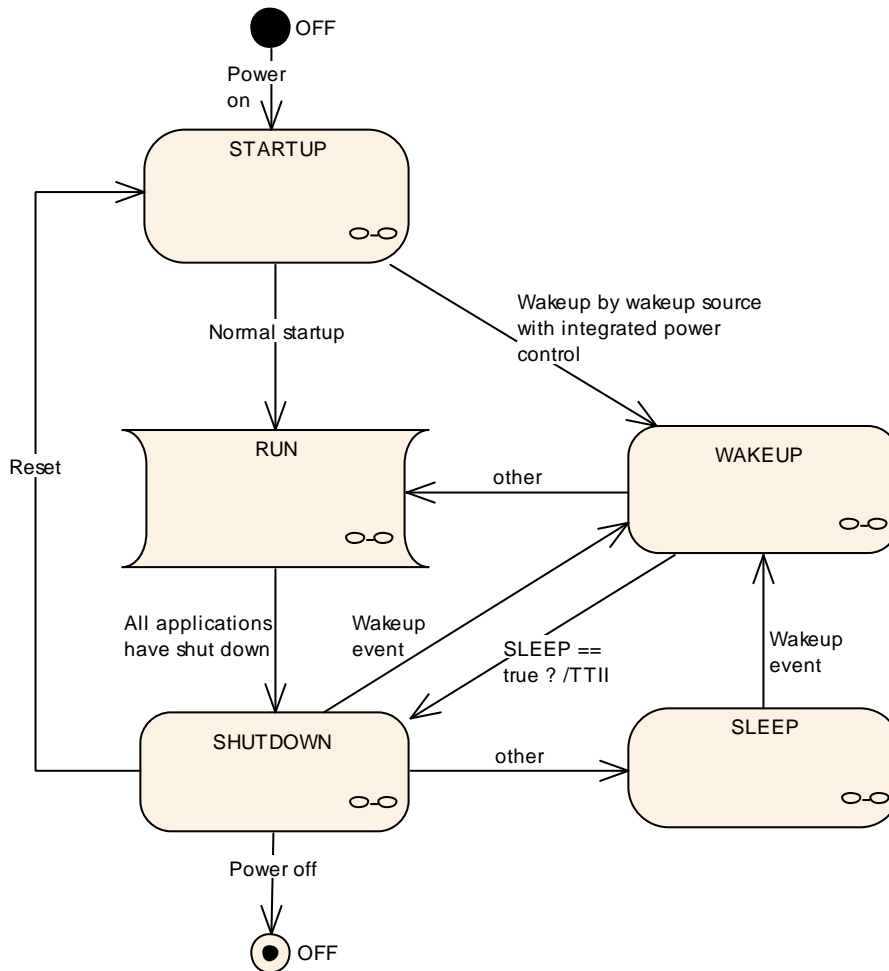 OFF
Power
on
STARTUP
Wakeup by wakeup source
with integrated power
control
Normal startup
RUN
WAKEUP
Reset
other
All applications
have shut down
Wakeup
event
SLEEP ==
true ? /TTII
Wakeup
event
SHUTDOWN
SLEEP
other
Power off
OFF